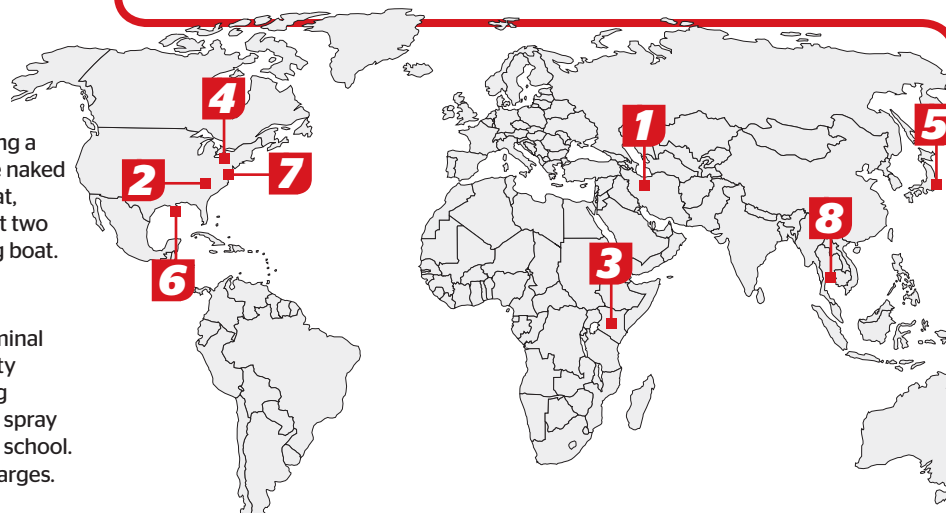 ng a
e naked
at,
t two
g boat.
minal
ty
g
spray
school.
arges.
4
1
5
2
7
8
3
6